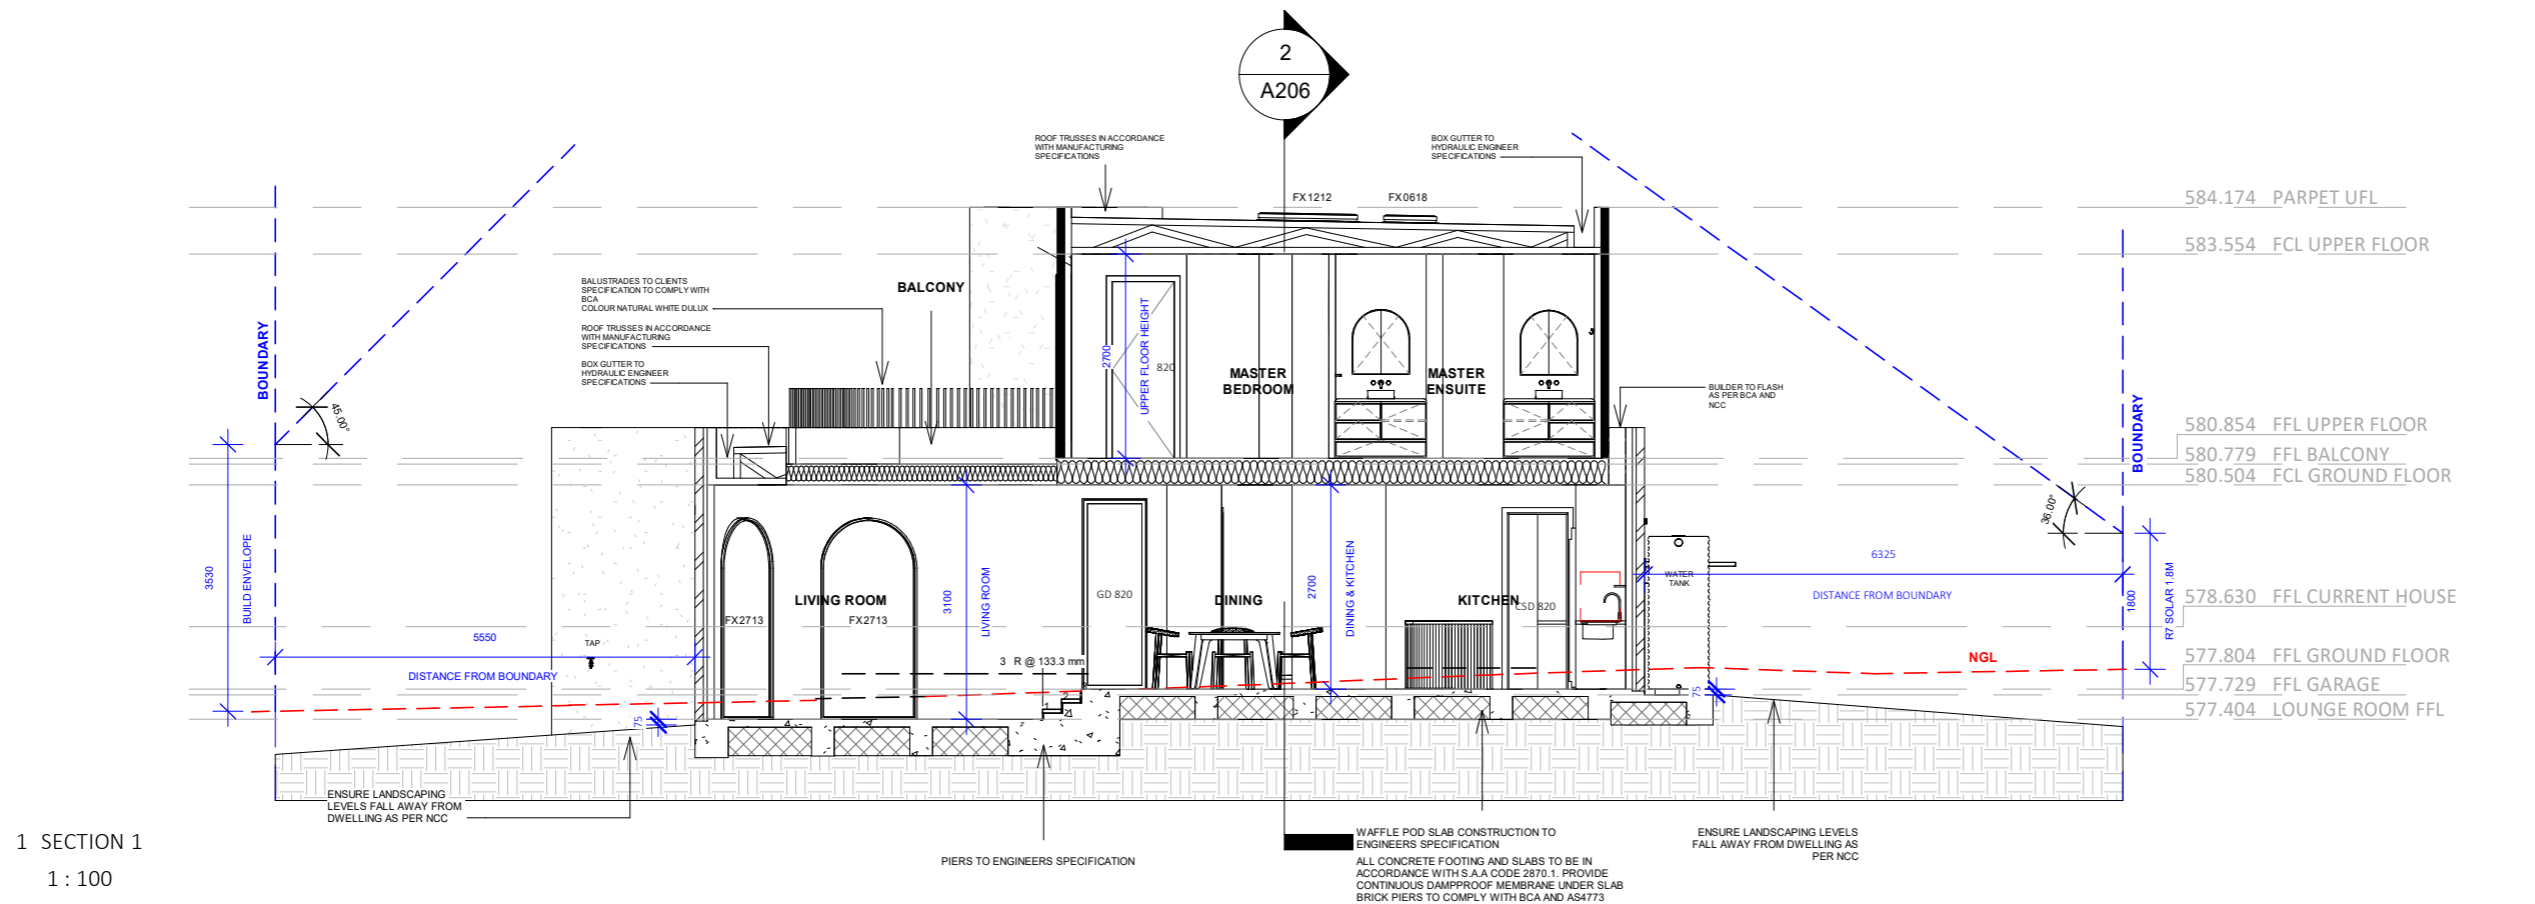 2
A206
ROOF TRUSSES IN ACCORDANCE
WITH MANUFACTURING
SPECIFICATIONS
BOX GUTTER TO
HYDRAULIC ENGINEER
SPECIFICATIONS
FX1212
FX0618
584.174 PARPET UFL
583.554 FCL UPPER FLOOR
BALUSTRADES TO CLIENTS
SPECIFICATION TO COMPLY WITH
BCA
COLOUR NATURAL WHITE DULUX
BALCONY
ROOF TRUSSES IN ACCORDANCE
WITH MANUFACTURING
SPECIFICATIONS
BOX GUTTER TO
HYDRAULIC ENGINEER
SPECIFICATIONS
BOUNDARY
45.00°
2700
UPPER FLOOR HEIGHT
820
MASTER
BEDROOM
MASTER
ENSUITE
BUILDER TO FLASH
AS PER BCA AND
NCC
BOUNDARY
36.00°
580.854 FFL UPPER FLOOR
580.779 FFL BALCONY
580.504 FCL GROUND FLOOR
3530
BUILD ENVELOPE
5550
DISTANCE FROM BOUNDARY
TAP
75
FX2713
LIVING ROOM
FX2713
3100
LIVING ROOM
3 R @ 133.3 mm
1
2
GD 820
DINING
2700
DINING & KITCHEN
KITCHEN
CSD 820
WATER
TANK
6325
DISTANCE FROM BOUNDARY
1800
R7 SOLAR 1.8M
NGL
75
578.630 FFL CURRENT HOUSE
577.804 FFL GROUND FLOOR
577.729 FFL GARAGE
577.404 LOUNGE ROOM FFL
ENSURE LANDSCAPING
LEVELS FALL AWAY FROM
DWELLING AS PER NCC
PIERS TO ENGINEERS SPECIFICATION
WAFFLE POD SLAB CONSTRUCTION TO
ENGINEERS SPECIFICATION
ALL CONCRETE FOOTING AND SLABS TO BE IN
ACCORDANCE WITH S.A.A CODE 2870.1. PROVIDE
CONTINUOUS DAMPPROOF MEMBRANE UNDER SLAB
BRICK PIERS TO COMPLY WITH BCA AND AS4773
ENSURE LANDSCAPING LEVELS
FALL AWAY FROM DWELLING AS
PER NCC
1 SECTION 1
1 : 100